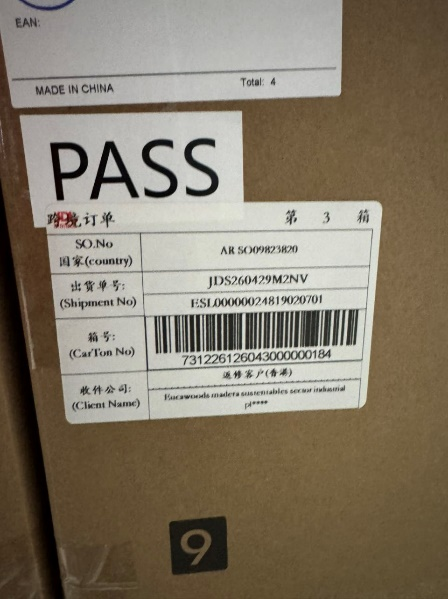 EAN:
MADE IN CHINA Total: 4
PASS
跨境订单 第 3 箱
SO.No
国家(country)
AR SO09823820
出货单号:
(Shipment No)
JDS260429M2NV
ESL00000024819020701
箱号:
(CarTon No)
731226126043000000184
收件公司:
(Client Name)
返修客户(香港)
Eucawoods madera sustentables sector industrial
pl****
9